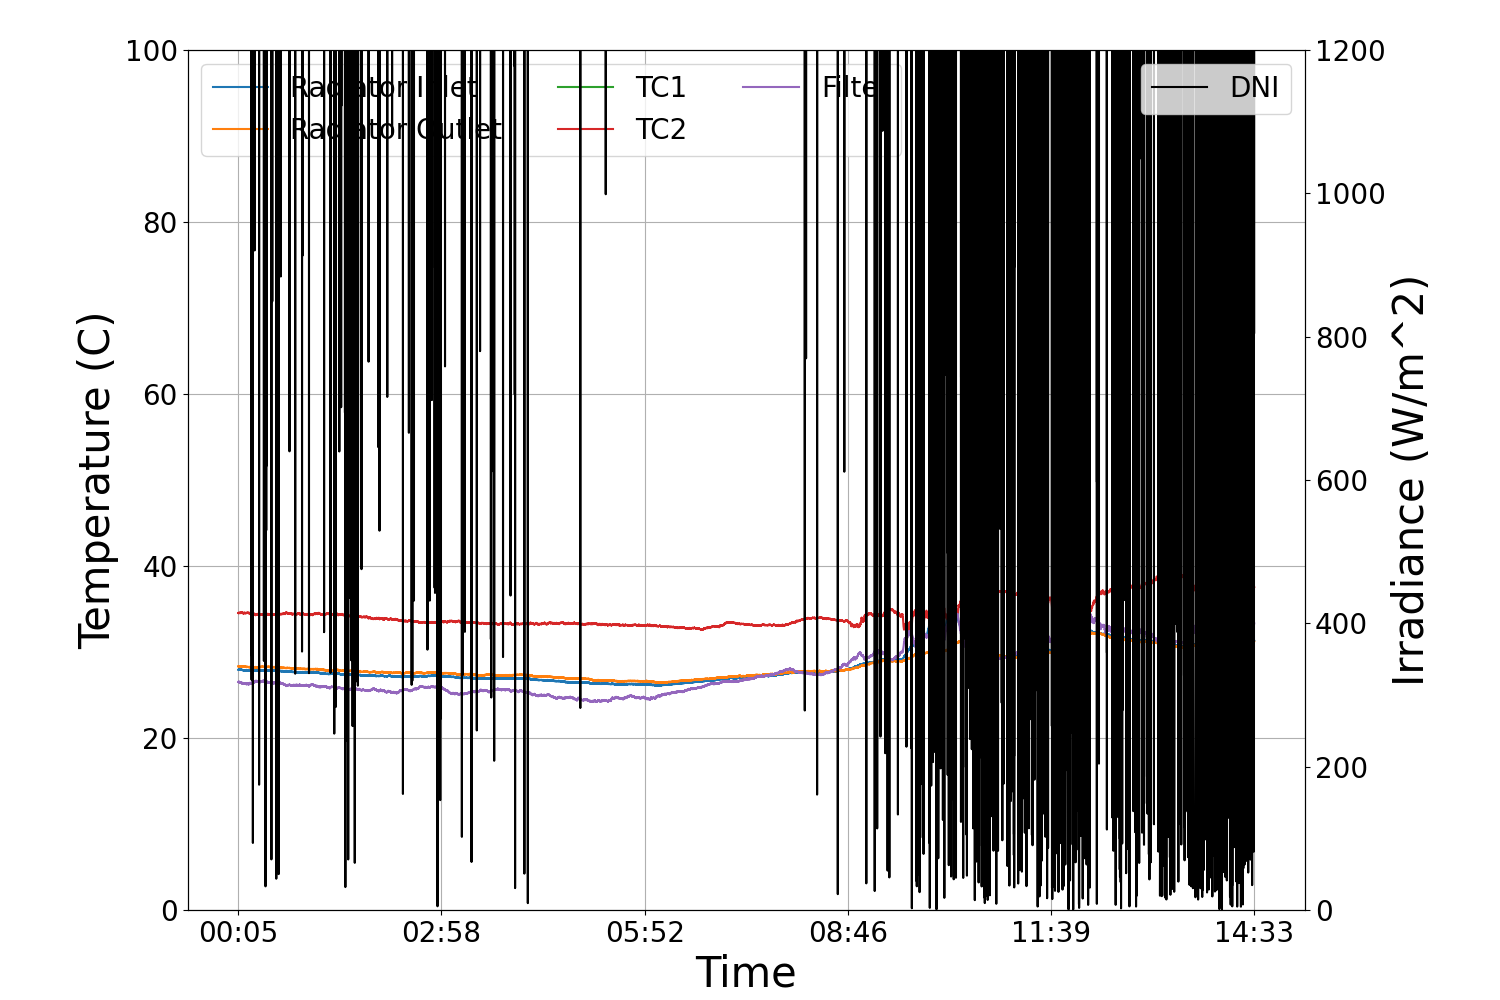 100
80
60
40
20
0
Temperature (C)
Radiator Inlet
Radiator Outlet
TC1
TC2
Filter
DNI
1200
1000
800
600
400
200
0
Irradiance (W/m^2)
00:05
02:58
05:52
08:46
11:39
14:33
Time